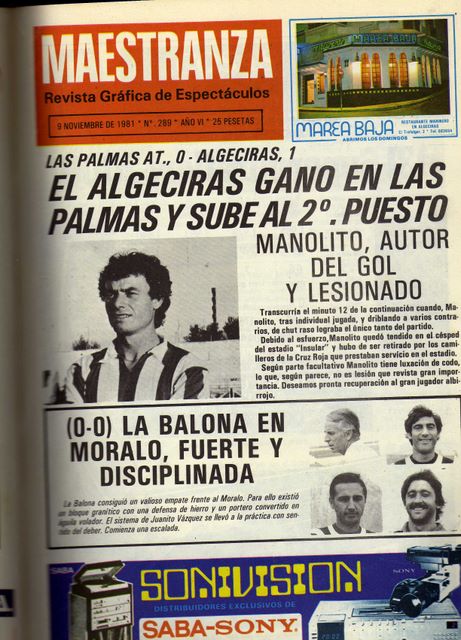 MAESTRANZA
Revista Gráfica de Espectáculos
9 NOVIEMBRE DE 1981 * Nº. 289 * AÑO VI * 25 PESETAS
MAREA BAJA
MAREA BAJA
RESTAURANTE MARINERO
EN ALGECIRAS
ABRIMOS LOS DOMINGOS
LAS PALMAS AT., 0 - ALGECIRAS, 1
EL ALGECIRAS GANO EN LAS
PALMAS Y SUBE AL 2º. PUESTO
MANOLITO, AUTOR
DEL GOL
Y LESIONADO
Transcurría el minuto 12 de la continuación cuando, Ma-
nolito, tras individual jugada, y driblando a varios contra-
rios, de chut raso lograba el único tanto del partido.
Debido al esfuerzo, Manolito quedó tendido en el césped
del estadio "Insular" y hubo de ser retirado por los cami-
lleros de la Cruz Roja que prestaban servicio en el estadio.
Según parte facultativo Manolito tiene luxación de codo,
lo que, según parece, no es lesión que revista gran impor-
tancia. Deseamos pronta recuperación al gran jugador albi-
rrojo.
(0-0) LA BALONA EN
MORALO, FUERTE Y
DISCIPLINADA
La Balona consiguió un valioso empate frente al Moralo. Para ello existió
un bloque granítico con una defensa de hierro y un portero convertido en
águila volador. El sistema de Juanito Vázquez se llevó a la práctica con sen-
tido del deber. Comienza una escalada.
SABA
SONIVISION
SONY
DISTRIBUIDORES EXCLUSIVOS DE
SABA-SONY.